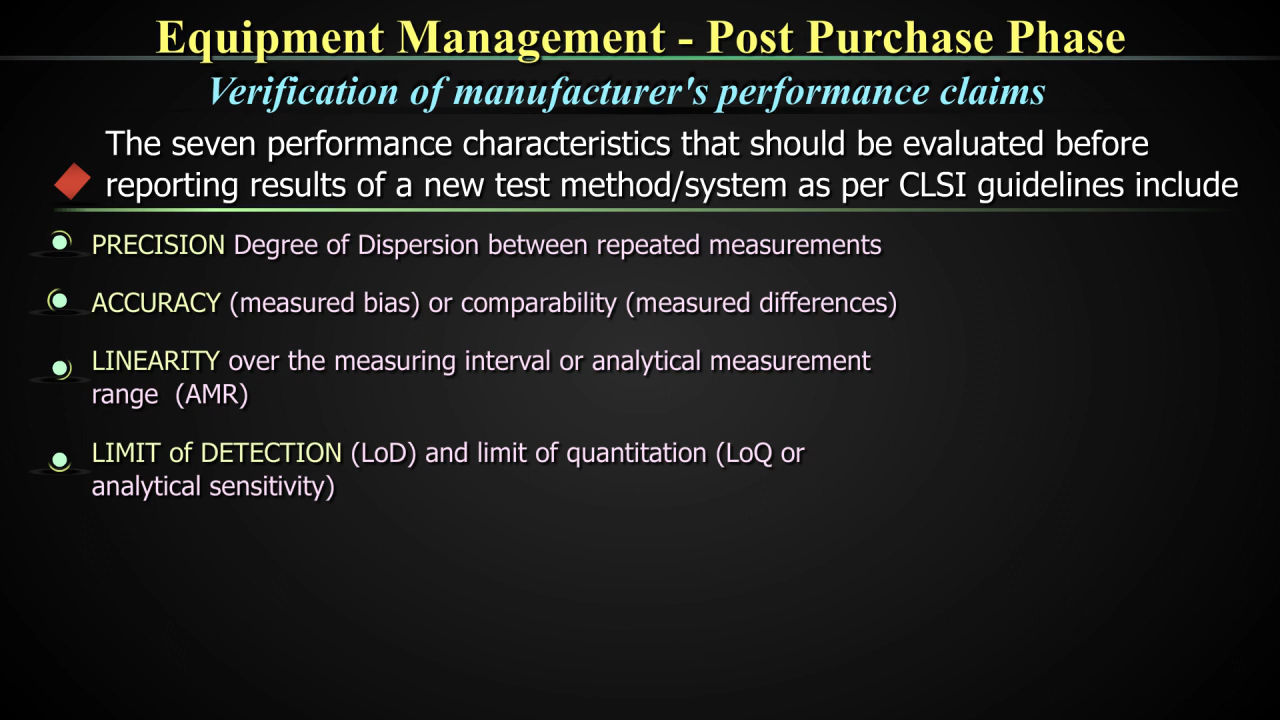 Equipment Management - Post Purchase Phase
Verification of manufacturer's performance claims
The seven performance characteristics that should be evaluated before
reporting results of a new test method/system as per CLSI guidelines include
PRECISION Degree of Dispersion between repeated measurements
ACCURACY (measured bias) or comparability (measured differences)
LINEARITY over the measuring interval or analytical measurement
range (AMR)
LIMIT of DETECTION (LoD) and limit of quantitation (LoQ or
analytical sensitivity)